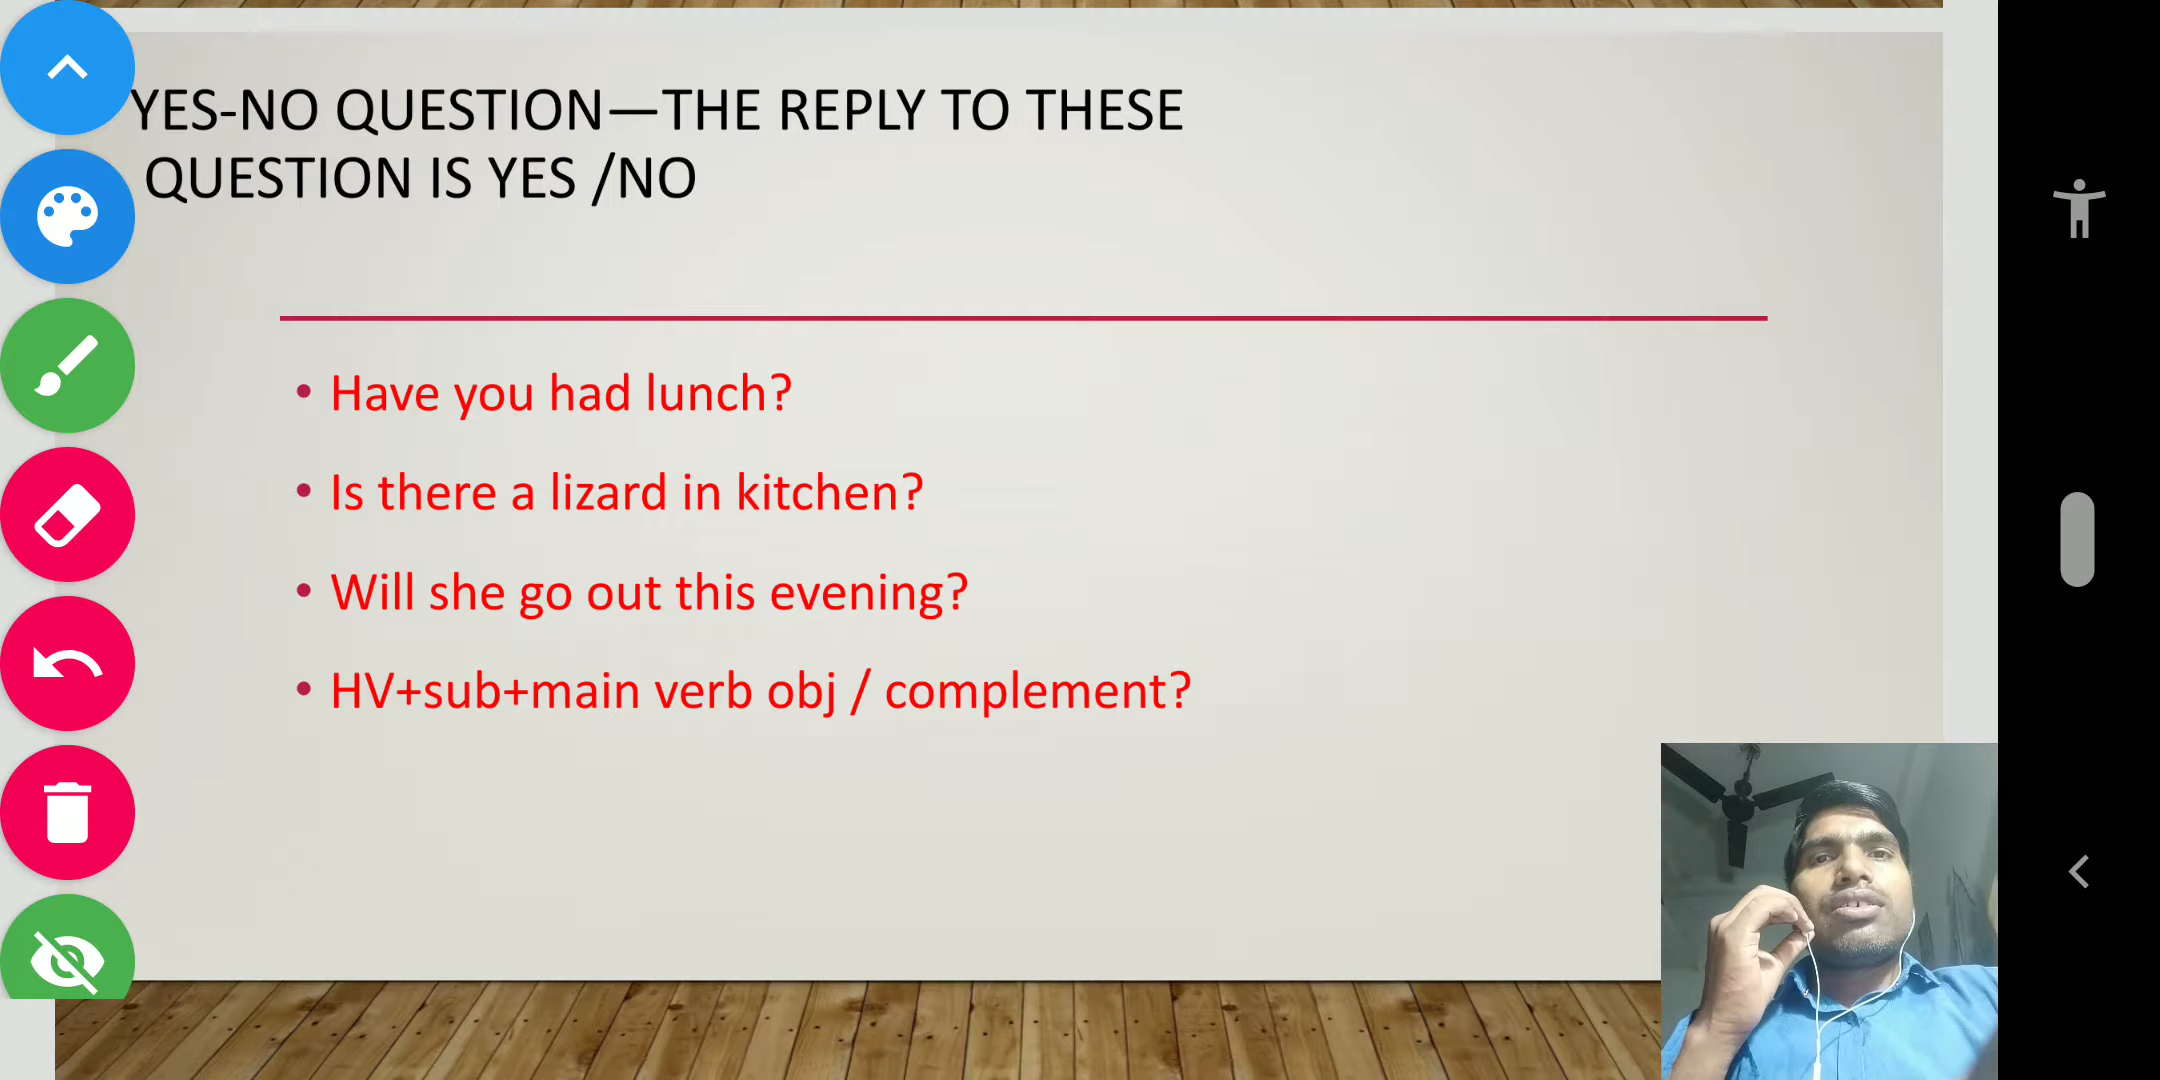 YES-NO QUESTION—THE REPLY TO THESE
QUESTION IS YES /NO
• Have you had lunch?
• Is there a lizard in kitchen?
• Will she go out this evening?
• HV+sub+main verb obj / complement?